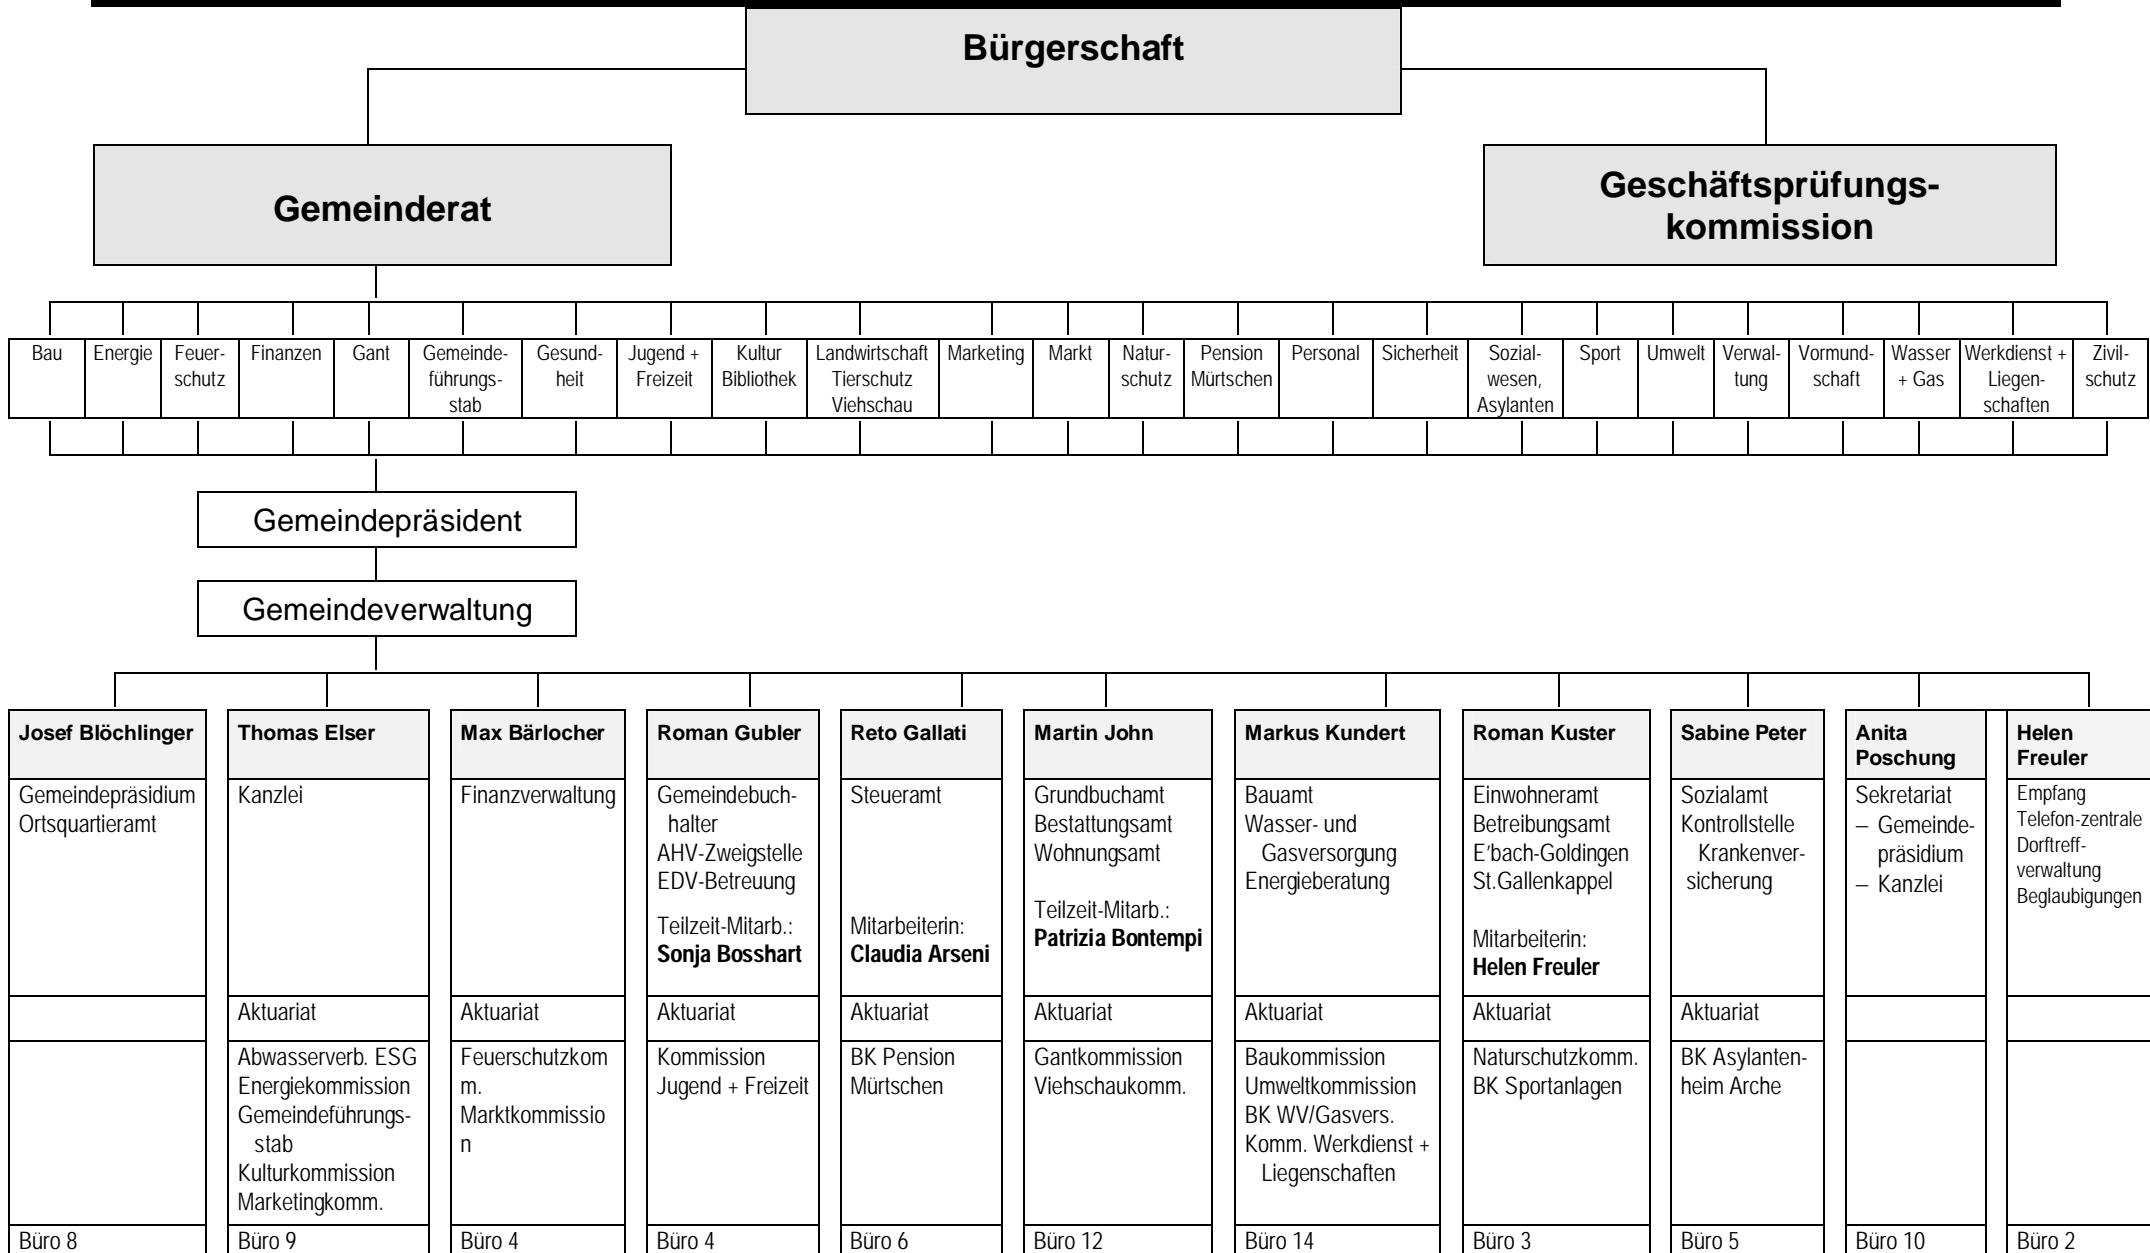 Bürgerschaft
Gemeinderat
Geschäftsprüfungs-
kommission
Bau
Energie
Feuer-
schutz
Finanzen
Gant
Gemeinde-
führungs-
stab
Gesund-
heit
Jugend +
Freizeit
Kultur
Bibliothek
Landwirtschaft
Tierschutz
Viehschau
Marketing
Markt
Natur-
schutz
Pension
Mürtschen
Personal
Sicherheit
Sozial-
wesen,
Asylanten
Sport
Umwelt
Verwal-
tung
Vormund-
schaft
Wasser
+ Gas
Werkdienst +
Liegen-
schaften
Zivil-
schutz
Gemeindepräsident
Gemeindeverwaltung
Josef Blöchlinger
Gemeindepräsidium
Ortsquartieramt
Büro 8
Thomas Elser
Kanzlei
Aktuariat
Abwasserverb. ESG
Energiekommission
Gemeindeführungs-
stab
Kulturkommission
Marketingkomm.
Büro 9
Max Bärlocher
Finanzverwaltung
Aktuariat
Feuerschutzkom
m.
Marktkommissio
n
Büro 4
Roman Gubler
Gemeindebuch-
halter
AHV-Zweigstelle
EDV-Betreuung
Teilzeit-Mitarb.:
Sonja Bosshart
Aktuariat
Kommission
Jugend + Freizeit
Büro 4
Reto Gallati
Steueramt
Mitarbeiterin:
Claudia Arseni
Aktuariat
BK Pension
Mürtschen
Büro 6
Martin John
Grundbuchamt
Bestattungsamt
Wohnungsamt
Teilzeit-Mitarb.:
Patrizia Bontempi
Aktuariat
Gantkommission
Viehschaukomm.
Büro 12
Markus Kundert
Bauamt
Wasser- und
Gasversorgung
Energieberatung
Aktuariat
Baukommission
Umweltkommission
BK WV/Gasvers.
Komm. Werkdienst +
Liegenschaften
Büro 14
Roman Kuster
Einwohneramt
Betreibungsamt
E'bach-Goldingen
St.Gallenkappel
Mitarbeiterin:
Helen Freuler
Aktuariat
Naturschutzkomm.
BK Sportanlagen
Büro 3
Sabine Peter
Sozialamt
Kontrollstelle
Krankenver-
sicherung
Aktuariat
BK Asylanten-
heim Arche
Büro 5
Anita
Poschung
Sekretariat
– Gemeinde-
präsidium
– Kanzlei
Büro 10
Helen
Freuler
Empfang
Telefon-zentrale
Dorftreff-
verwaltung
Beglaubigungen
Büro 2